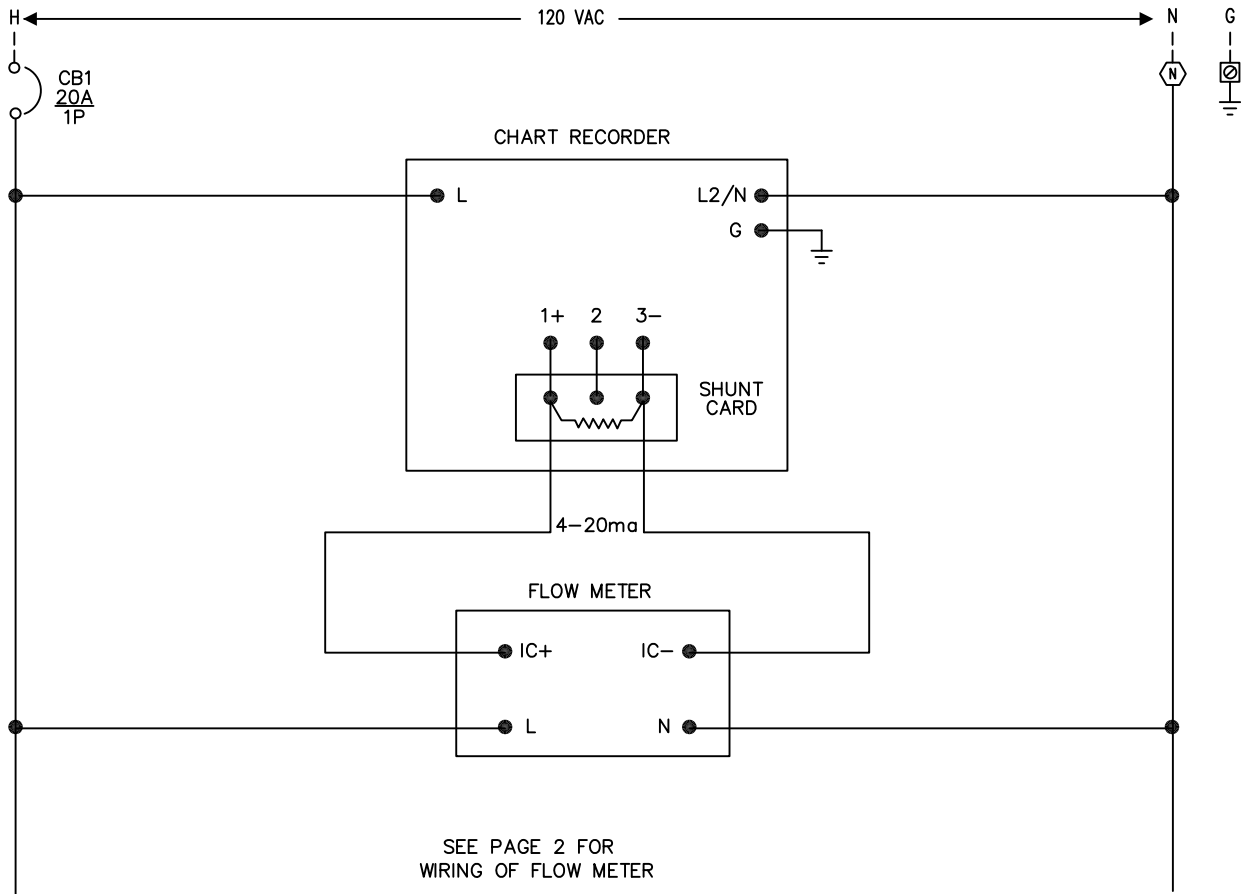 H 120 VAC N G
CB1
20A
1P
N
CHART RECORDER
L L2/N
G
1+ 2 3-
SHUNT
CARD
4-20ma
FLOW METER
IC+ IC-
L N
SEE PAGE 2 FOR
WIRING OF FLOW METER